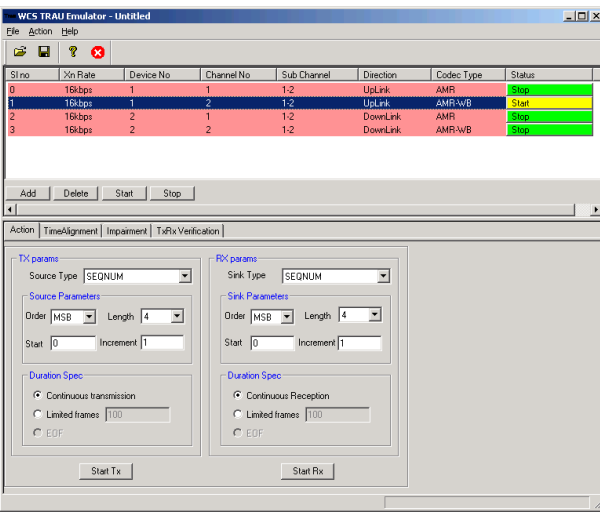 WCS TRAU Emulator - Untitled
File Action Help
Sl no Xn Rate Device No Channel No Sub Channel Direction Codec Type Status
0 16kbps 1 1 1-2 UpLink AMR Stop
1 16kbps 1 2 1-2 UpLink AMR-WB Start
2 16kbps 2 1 1-2 DownLink AMR Stop
3 16kbps 2 2 1-2 DownLink AMR-WB Stop
Add Delete Start Stop
Action TimeAlignment Impairment TxRx Verification
TX params RX params
Source Type SEQNUM Sink Type SEQNUM
Source Parameters Sink Parameters
Order MSB Length 4 Order MSB Length 4
Start 0 Increment 1 Start 0 Increment 1
Duration Spec Duration Spec
Continuous transmission Continuous Reception
Limited frames 100 Limited frames 100
EOF EOF
Start Tx Start Rx